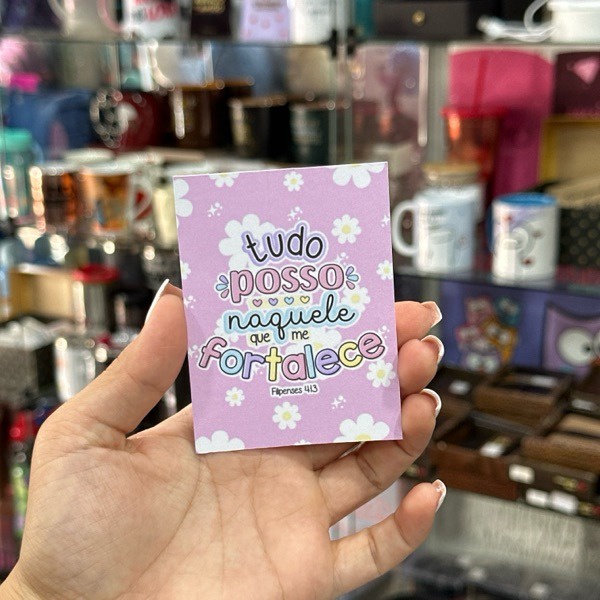 tudo
posso
naquele
que me
fortalece
Filipenses 4:13